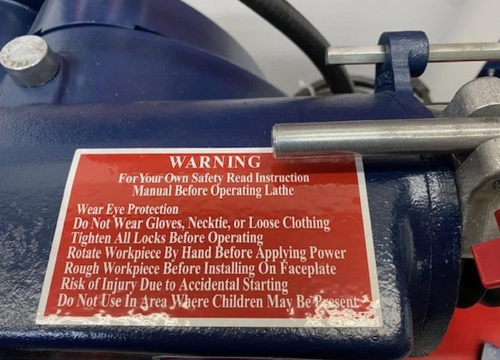 WARNING
For Your Own Safety Read Instruction
Manual Before Operating Lathe
Wear Eye Protection
Do Not Wear Gloves, Necktie, or Loose Clothing
Tighten All Locks Before Operating
Rotate Workpiece By Hand Before Applying Power
Rough Workpiece Before Installing On Faceplate
Risk of Injury Due to Accidental Starting
Do Not Use In Area Where Children May Be Present